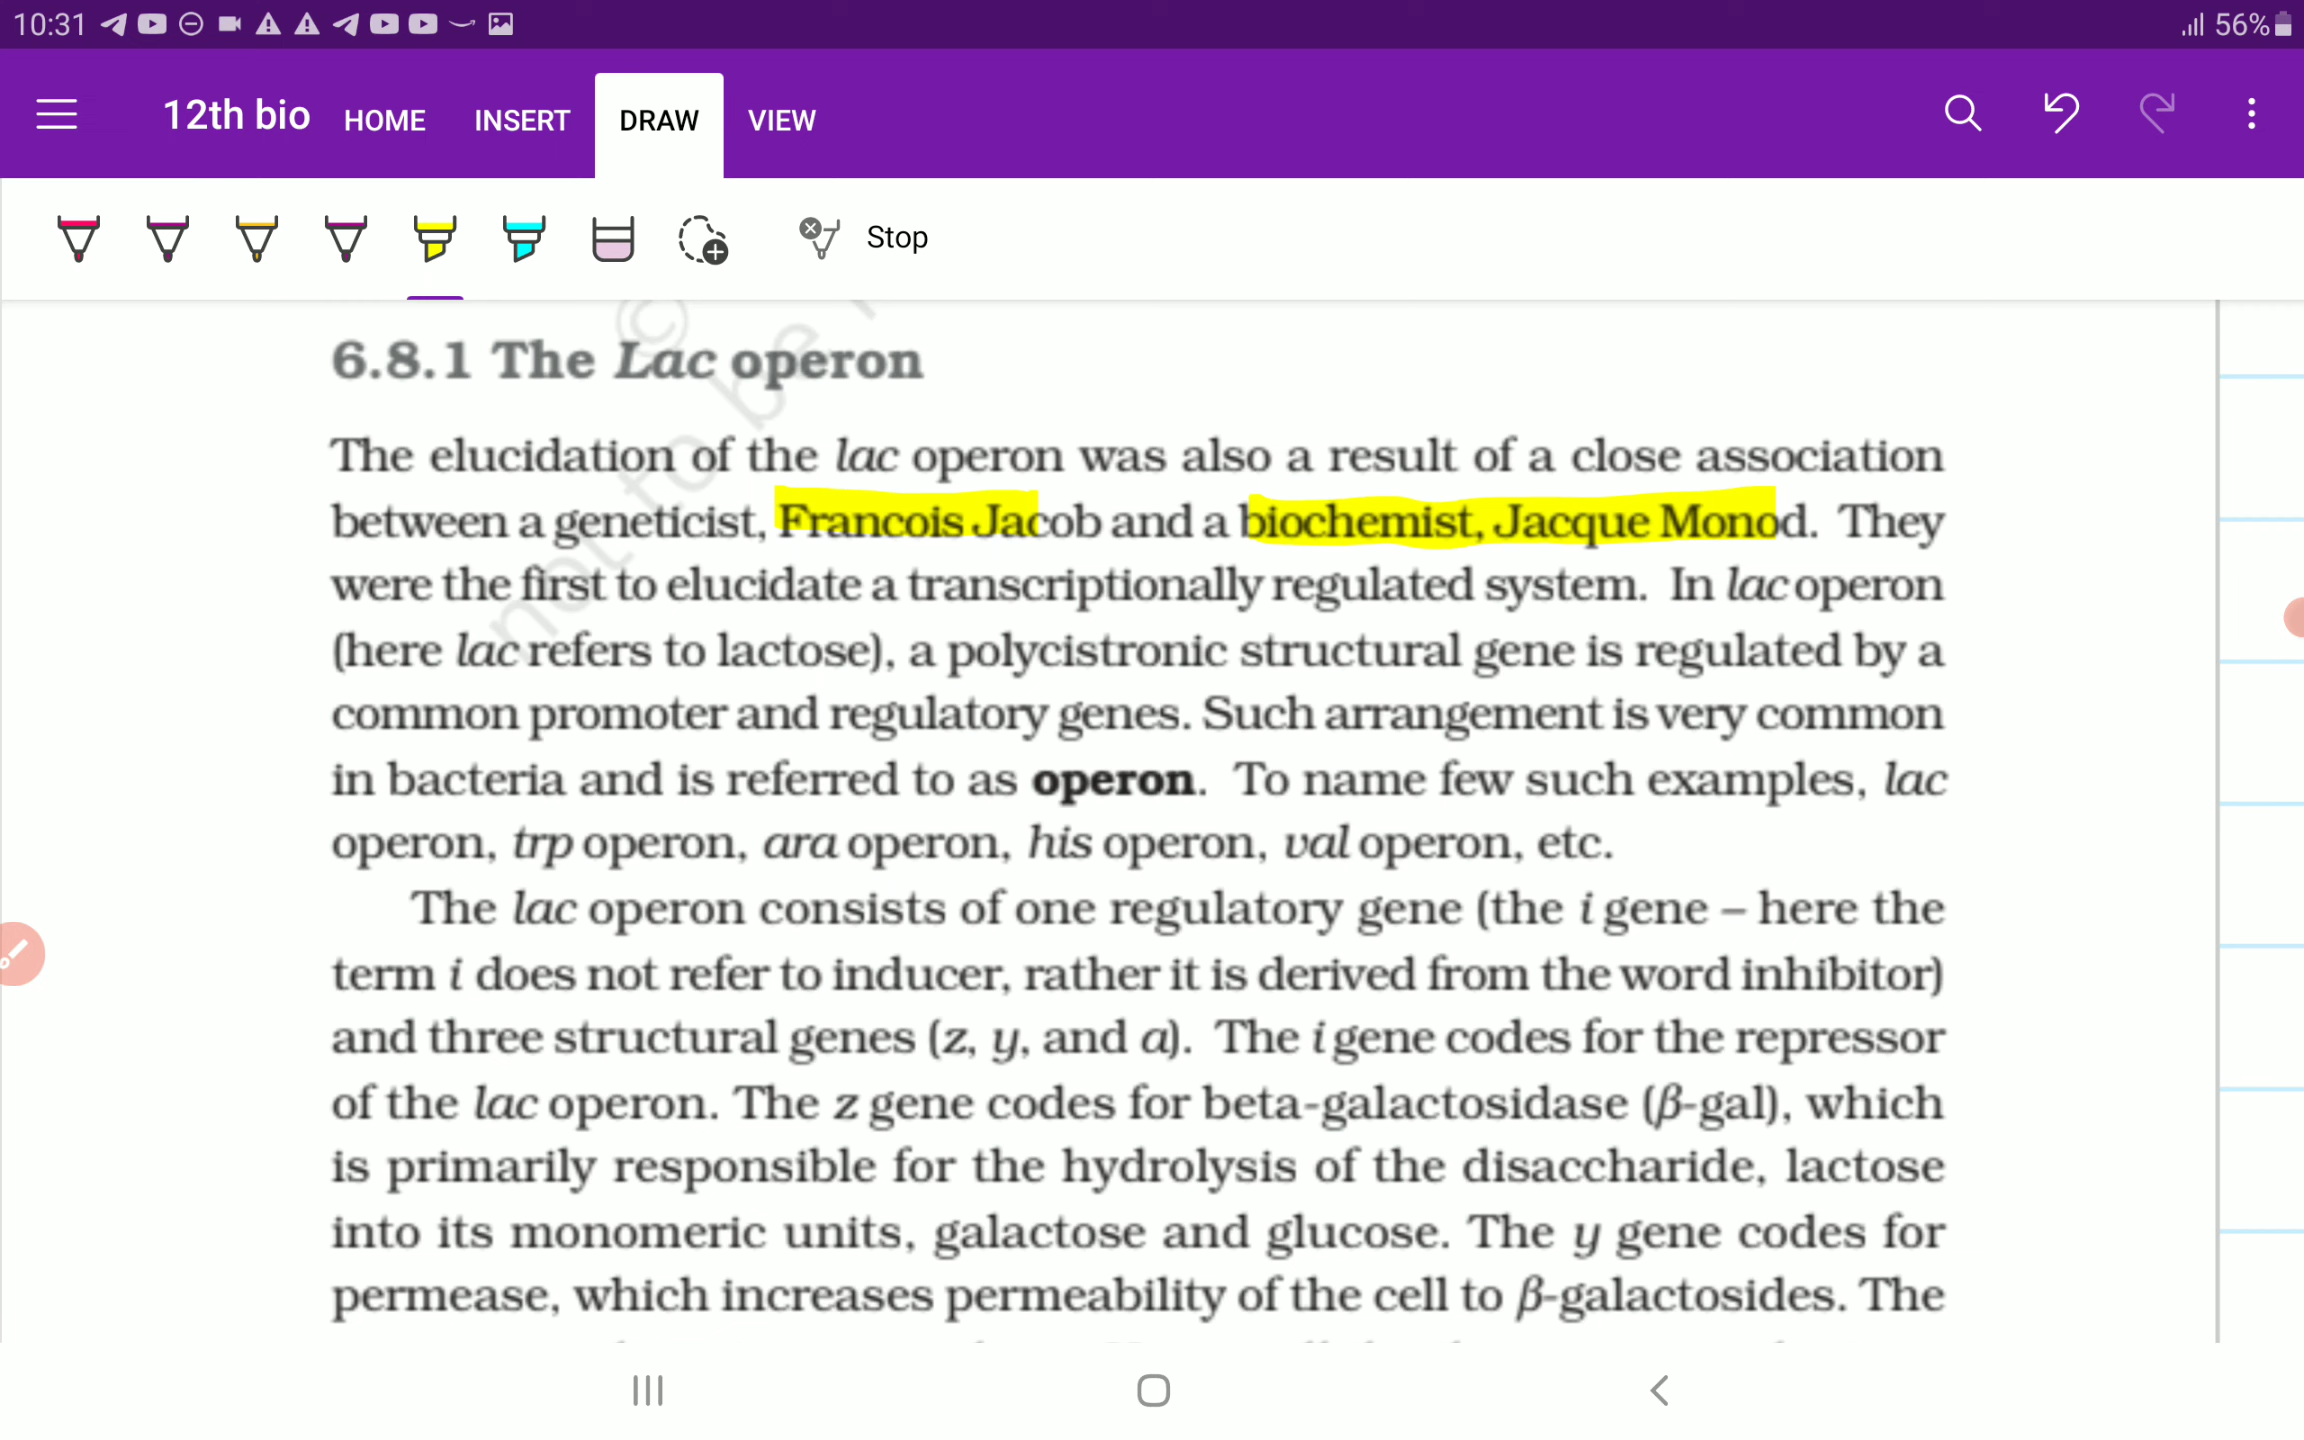 10:31 56%
12th bio HOME INSERT DRAW VIEW
Stop
© not to be r
6.8.1 The Lac operon
The elucidation of the lac operon was also a result of a close association
between a geneticist, Francois Jacob and a biochemist, Jacque Monod. They
were the first to elucidate a transcriptionally regulated system. In lac operon
(here lac refers to lactose), a polycistronic structural gene is regulated by a
common promoter and regulatory genes. Such arrangement is very common
in bacteria and is referred to as operon. To name few such examples, lac
operon, trp operon, ara operon, his operon, val operon, etc.
The lac operon consists of one regulatory gene (the i gene – here the
term i does not refer to inducer, rather it is derived from the word inhibitor)
and three structural genes (z, y, and a). The i gene codes for the repressor
of the lac operon. The z gene codes for beta-galactosidase (β-gal), which
is primarily responsible for the hydrolysis of the disaccharide, lactose
into its monomeric units, galactose and glucose. The y gene codes for
permease, which increases permeability of the cell to β-galactosides. The